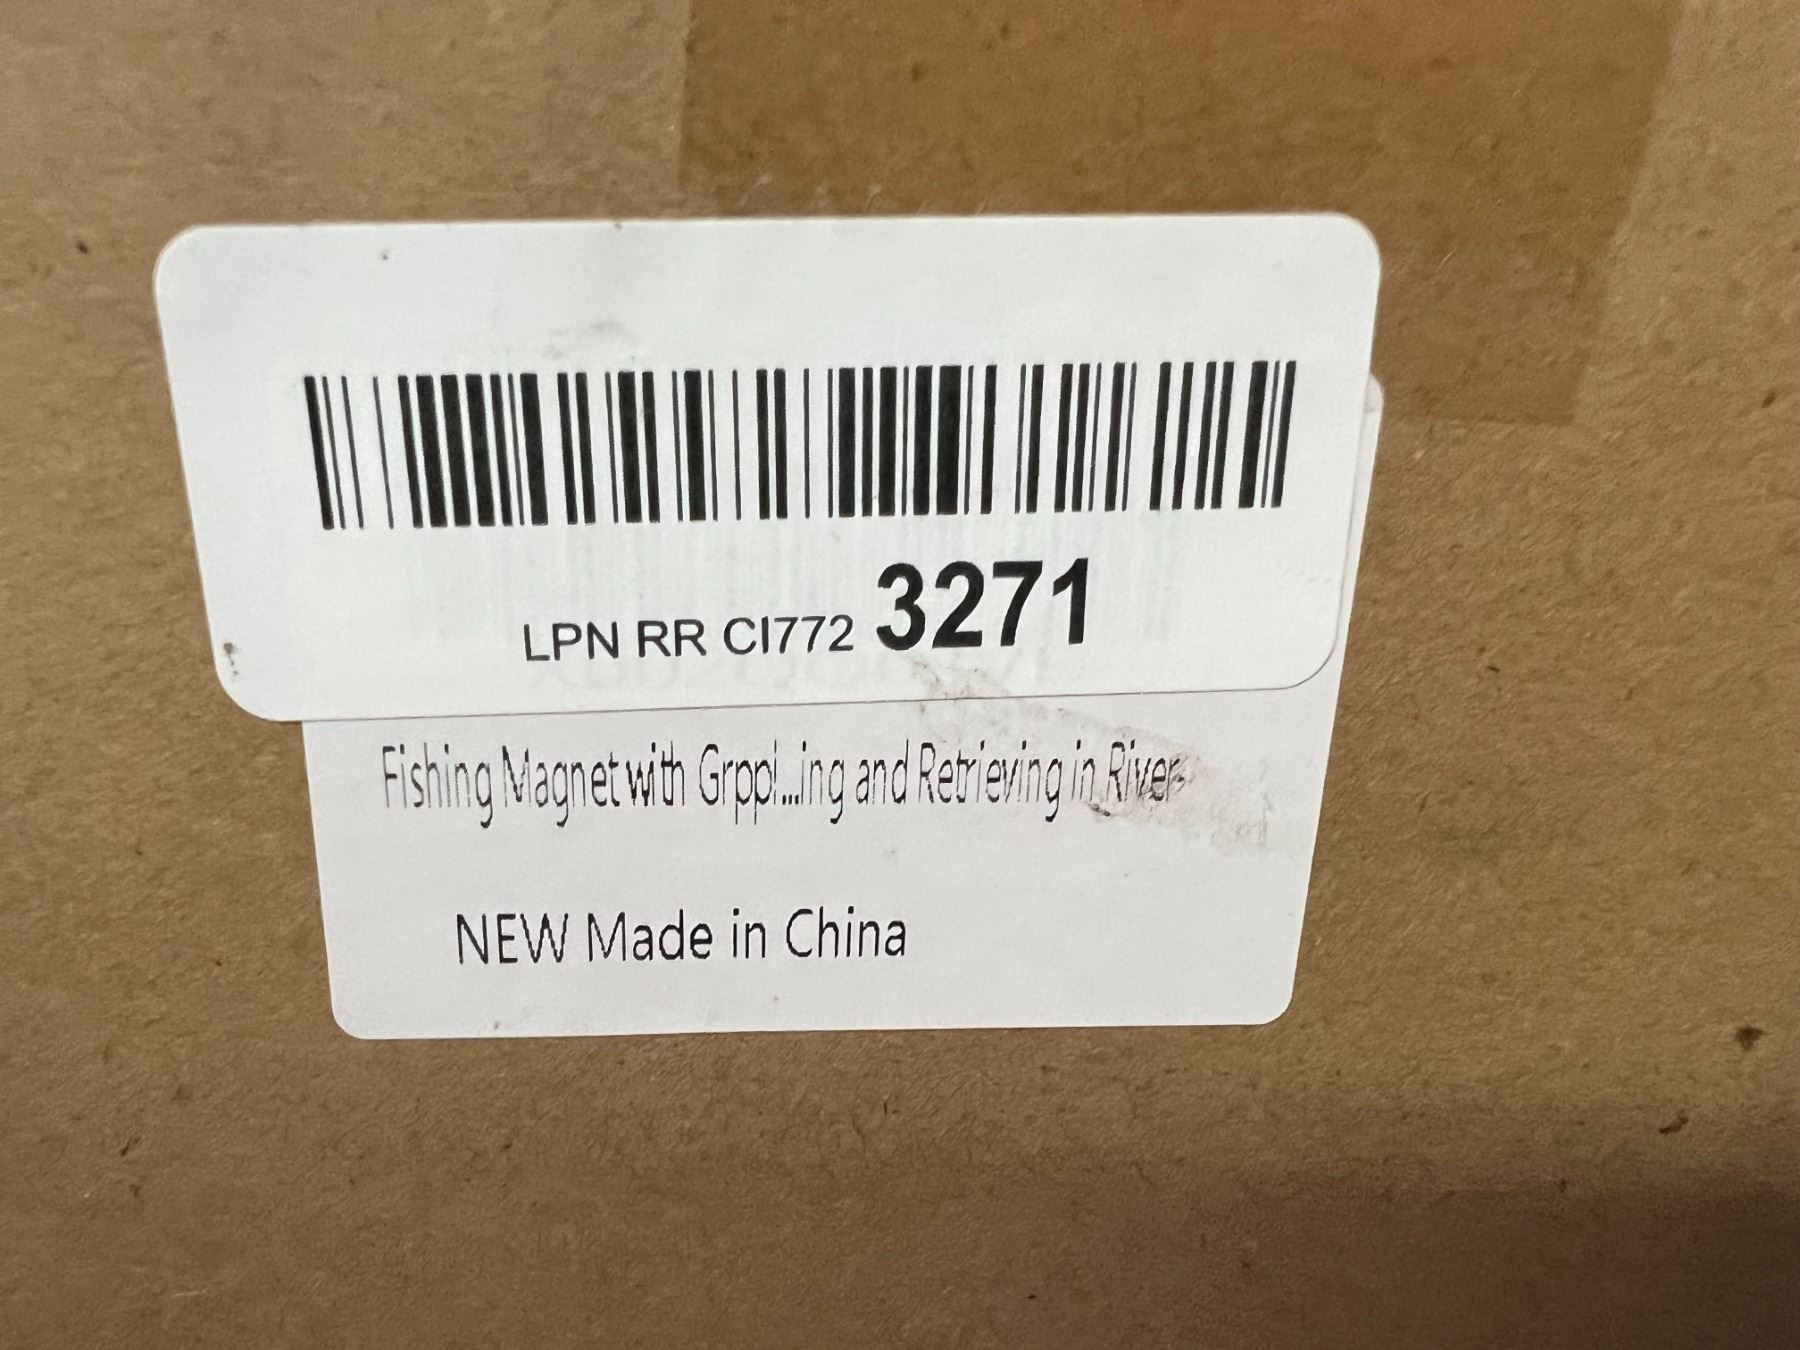 LPN RR CI772 3271
Fishing Magnet with Grppl...ing and Retrieving in River-
NEW Made in China